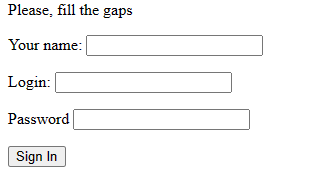 Please, fill the gaps
Your name:
Login:
Password
Sign In